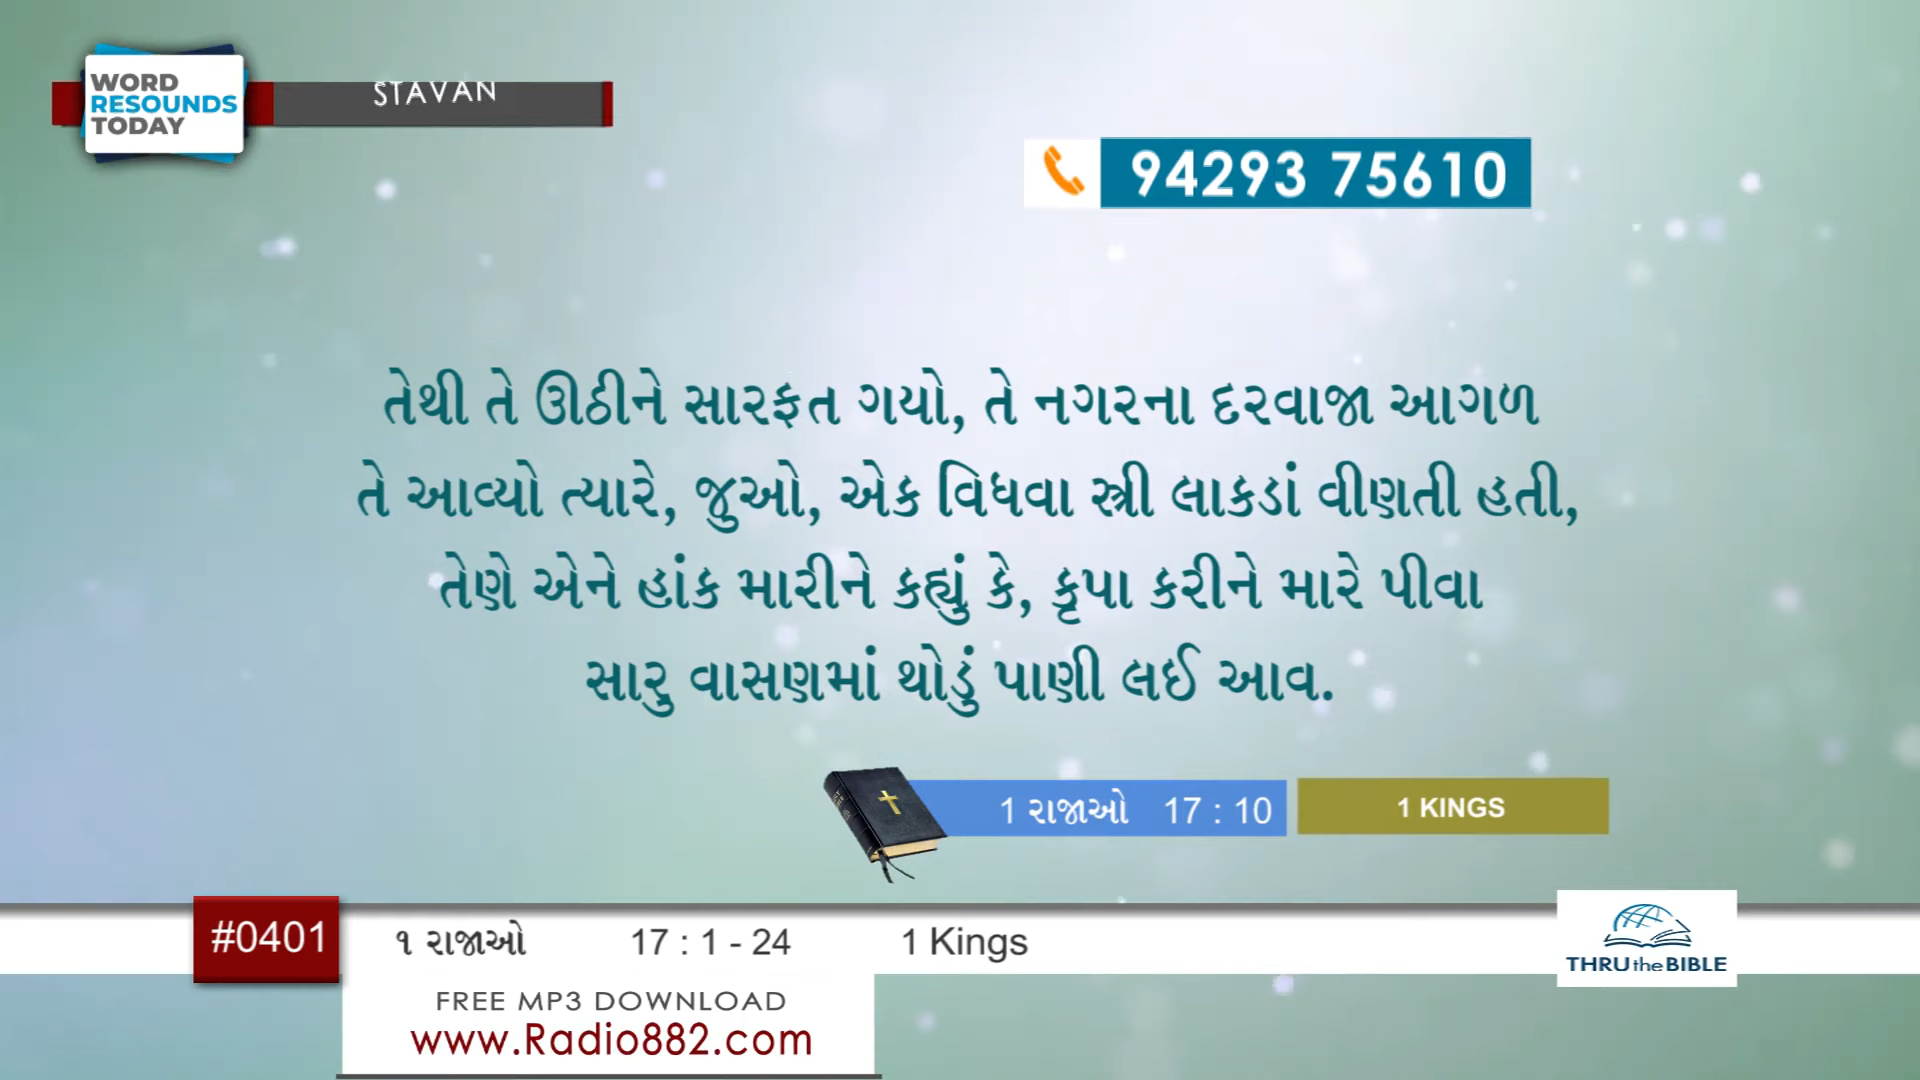 WORD
RESOUNDS
TODAY
STAVAN
94293 75610
તેથી તે ઊઠીને સારફત ગયો, તે નગરના દરવાજા આગળ
તે આવ્યો ત્યારે, જુઓ, એક વિધવા સ્ત્રી લાકડાં વીણતી હતી,
તેણે એને હાંક મારીને કહ્યું કે, કૃપા કરીને મારે પીવા
સારુ વાસણમાં થોડું પાણી લઈ આવ.
1 રાજાઓ 17 : 10
1 KINGS
#0401
૧ રાજાઓ 17 : 1 - 24 1 Kings
THRU the BIBLE
FREE MP3 DOWNLOAD
www.Radio882.com